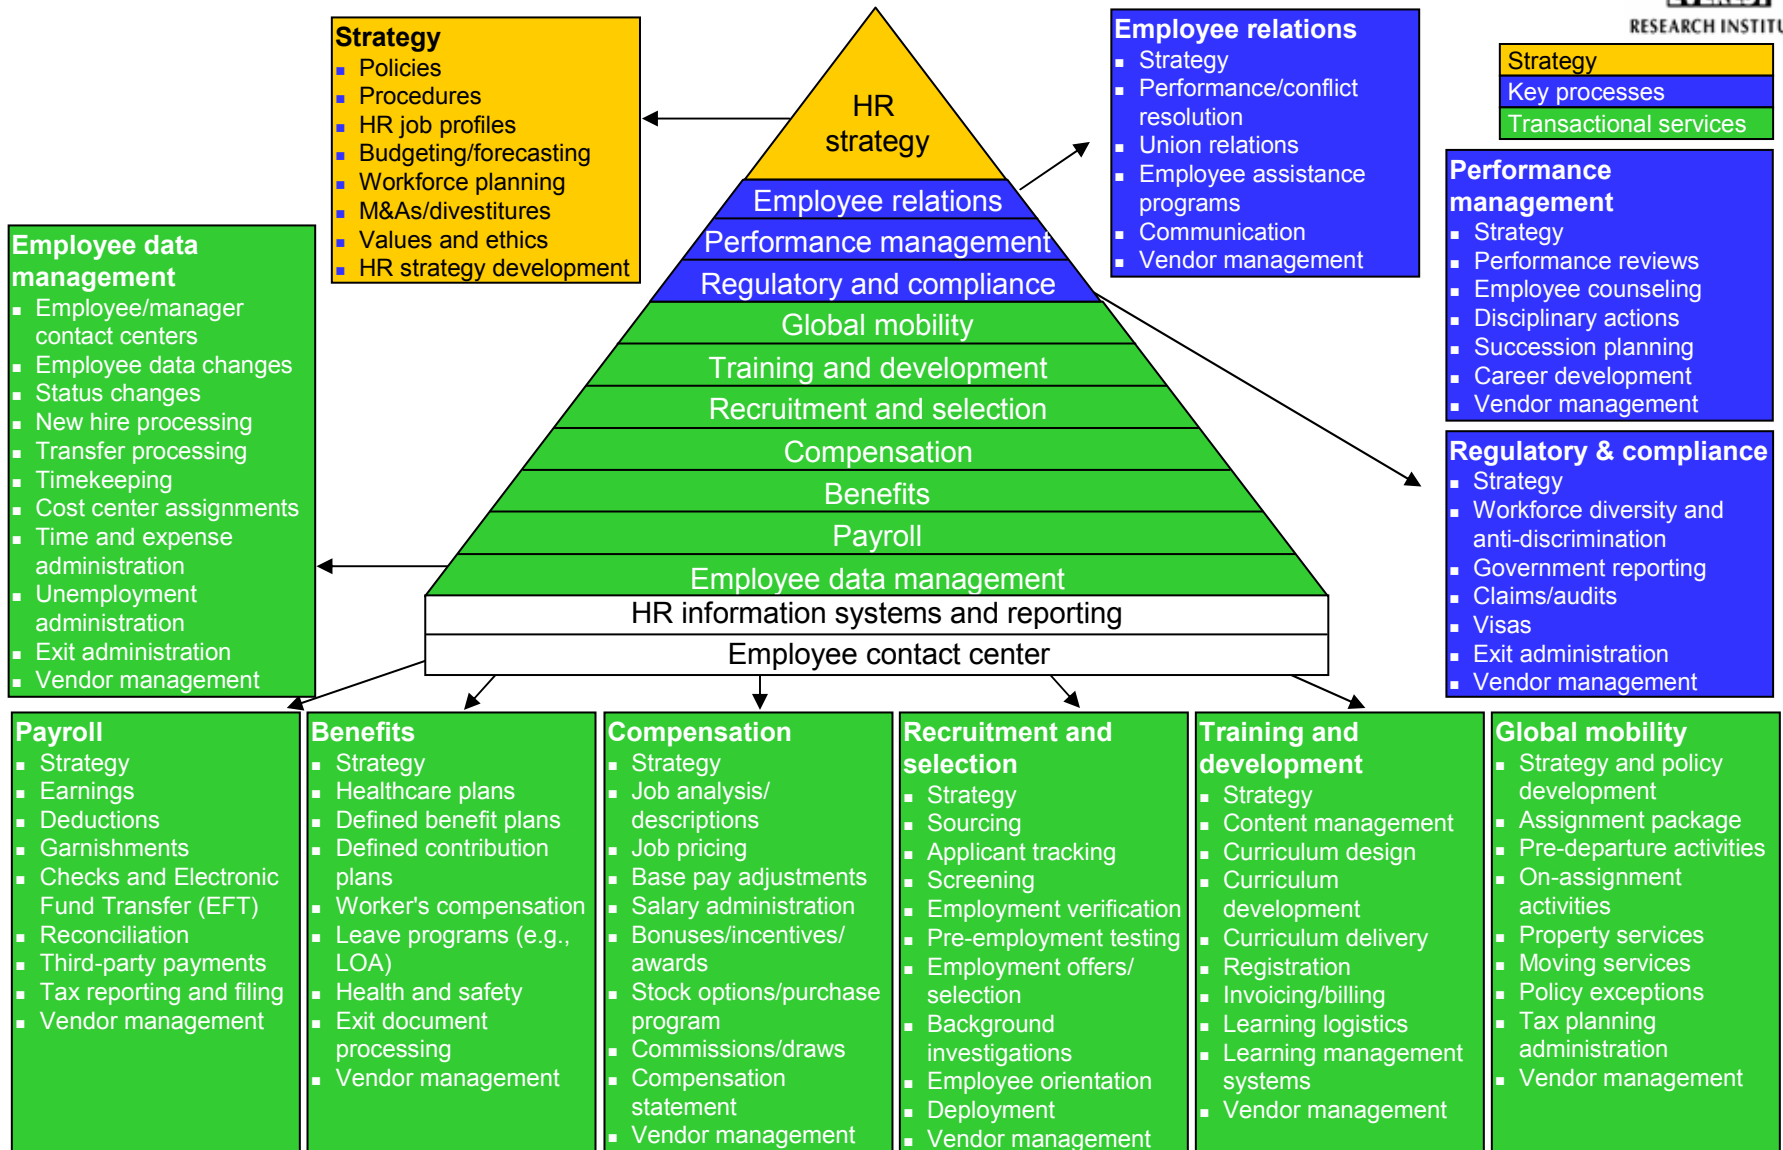 RESEARCH INSTITU
Strategy
Key processes
Transactional services
Strategy
▪ Policies
▪ Procedures
▪ HR job profiles
▪ Budgeting/forecasting
▪ Workforce planning
▪ M&As/divestitures
▪ Values and ethics
▪ HR strategy development
Employee relations
▪ Strategy
▪ Performance/conflict
resolution
▪ Union relations
▪ Employee assistance
programs
▪ Communication
▪ Vendor management
Performance
management
▪ Strategy
▪ Performance reviews
▪ Employee counseling
▪ Disciplinary actions
▪ Succession planning
▪ Career development
▪ Vendor management
Employee data
management
▪ Employee/manager
contact centers
▪ Employee data changes
▪ Status changes
▪ New hire processing
▪ Transfer processing
▪ Timekeeping
▪ Cost center assignments
▪ Time and expense
administration
▪ Unemployment
administration
▪ Exit administration
▪ Vendor management
HR
strategy
Employee relations
Performance management
Regulatory and compliance
Global mobility
Training and development
Recruitment and selection
Compensation
Benefits
Payroll
Employee data management
HR information systems and reporting
Employee contact center
Regulatory & compliance
▪ Strategy
▪ Workforce diversity and
anti-discrimination
▪ Government reporting
▪ Claims/audits
▪ Visas
▪ Exit administration
▪ Vendor management
Payroll
▪ Strategy
▪ Earnings
▪ Deductions
▪ Garnishments
▪ Checks and Electronic
Fund Transfer (EFT)
▪ Reconciliation
▪ Third-party payments
▪ Tax reporting and filing
▪ Vendor management
Benefits
▪ Strategy
▪ Healthcare plans
▪ Defined benefit plans
▪ Defined contribution
plans
▪ Worker's compensation
▪ Leave programs (e.g.,
LOA)
▪ Health and safety
▪ Exit document
processing
▪ Vendor management
Compensation
▪ Strategy
▪ Job analysis/
descriptions
▪ Job pricing
▪ Base pay adjustments
▪ Salary administration
▪ Bonuses/incentives/
awards
▪ Stock options/purchase
program
▪ Commissions/draws
▪ Compensation
statement
▪ Vendor management
Recruitment and
selection
▪ Strategy
▪ Sourcing
▪ Applicant tracking
▪ Screening
▪ Employment verification
▪ Pre-employment testing
▪ Employment offers/
selection
▪ Background
investigations
▪ Employee orientation
▪ Deployment
▪ Vendor management
Training and
development
▪ Strategy
▪ Content management
▪ Curriculum design
▪ Curriculum
development
▪ Curriculum delivery
▪ Registration
▪ Invoicing/billing
▪ Learning logistics
▪ Learning management
systems
▪ Vendor management
Global mobility
▪ Strategy and policy
development
▪ Assignment package
▪ Pre-departure activities
▪ On-assignment
activities
▪ Property services
▪ Moving services
▪ Policy exceptions
▪ Tax planning
administration
▪ Vendor management